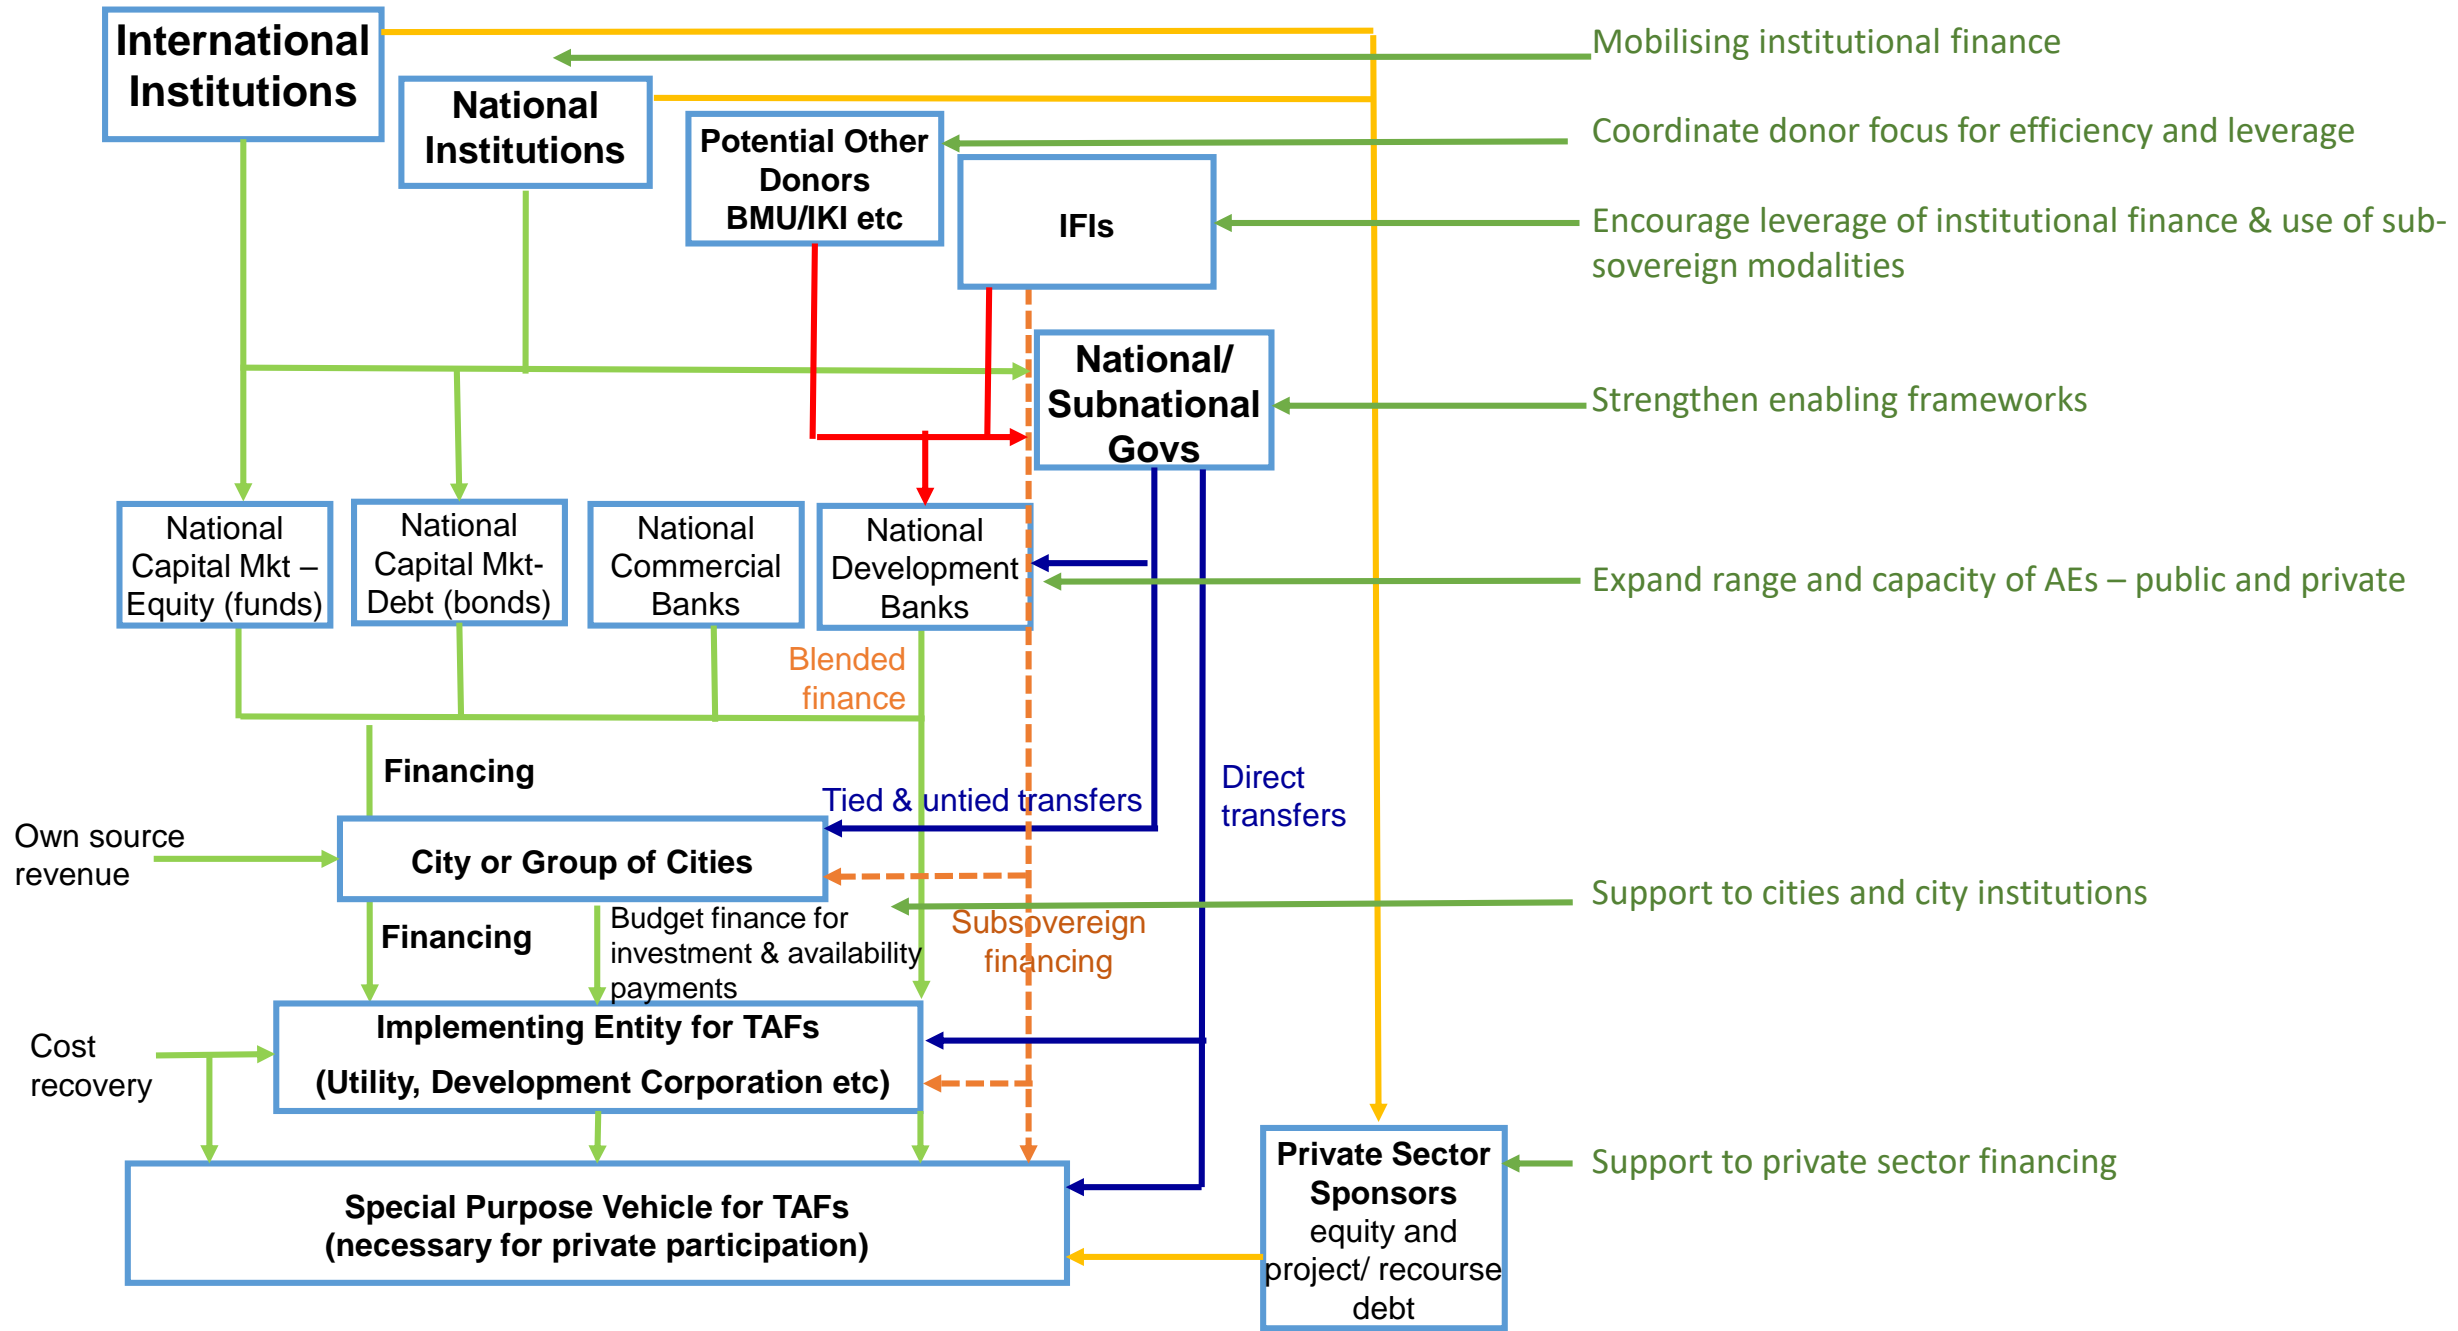 International
Institutions
Mobilising institutional finance
National
Institutions
Potential Other
Donors
BMU/IKI etc
Coordinate donor focus for efficiency and leverage
IFIs
Encourage leverage of institutional finance & use of sub-
sovereign modalities
National/
Subnational
Govs
Strengthen enabling frameworks
National
Capital Mkt –
Equity (funds)
National
Capital Mkt-
Debt (bonds)
National
Commercial
Banks
National
Development
Banks
Expand range and capacity of AEs – public and private
Blended
finance
Financing
Tied & untied transfers
Direct
transfers
Own source
revenue
City or Group of Cities
Support to cities and city institutions
Financing
Budget finance for
investment & availability
payments
Subsovereign
financing
Cost
recovery
Implementing Entity for TAFs
(Utility, Development Corporation etc)
Special Purpose Vehicle for TAFs
(necessary for private participation)
Private Sector
Sponsors
equity and
project/ recourse
debt
Support to private sector financing